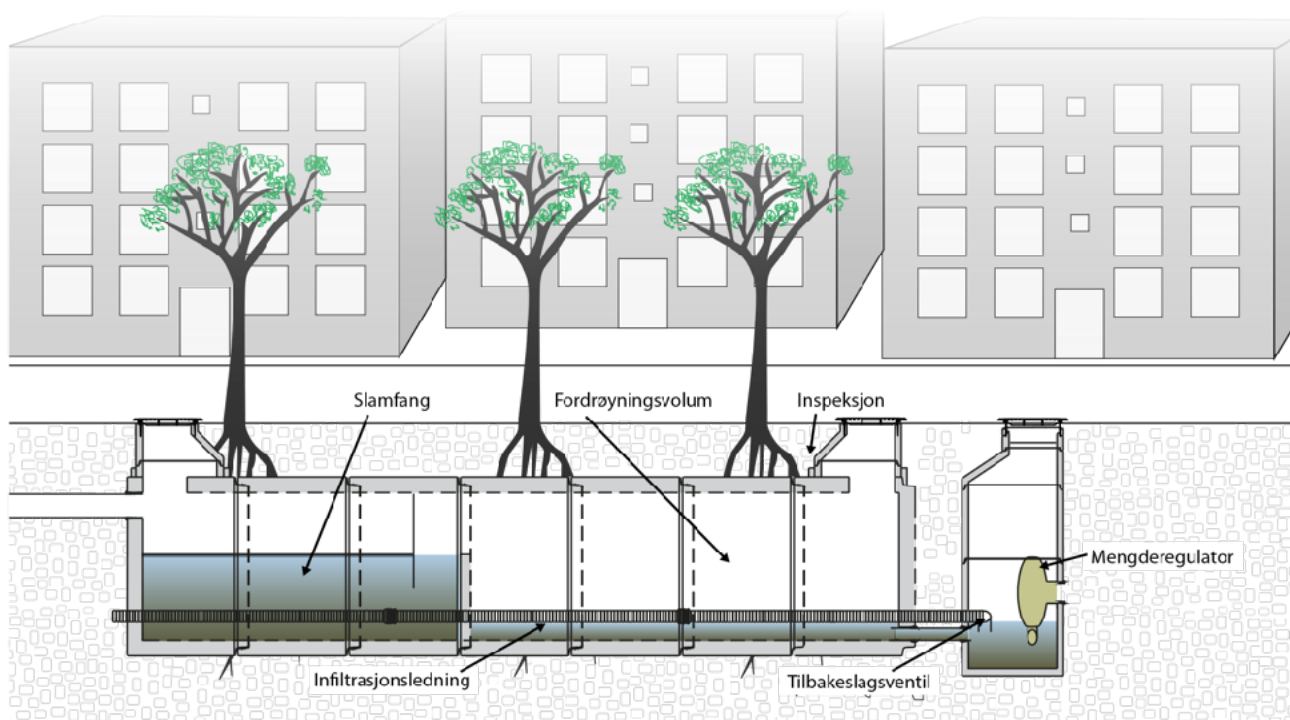 Slamfang
Fordrøyningsvolum
Inspeksjon
Mengderegulator
Infiltrasjonsledning
Tilbakeslagsventil